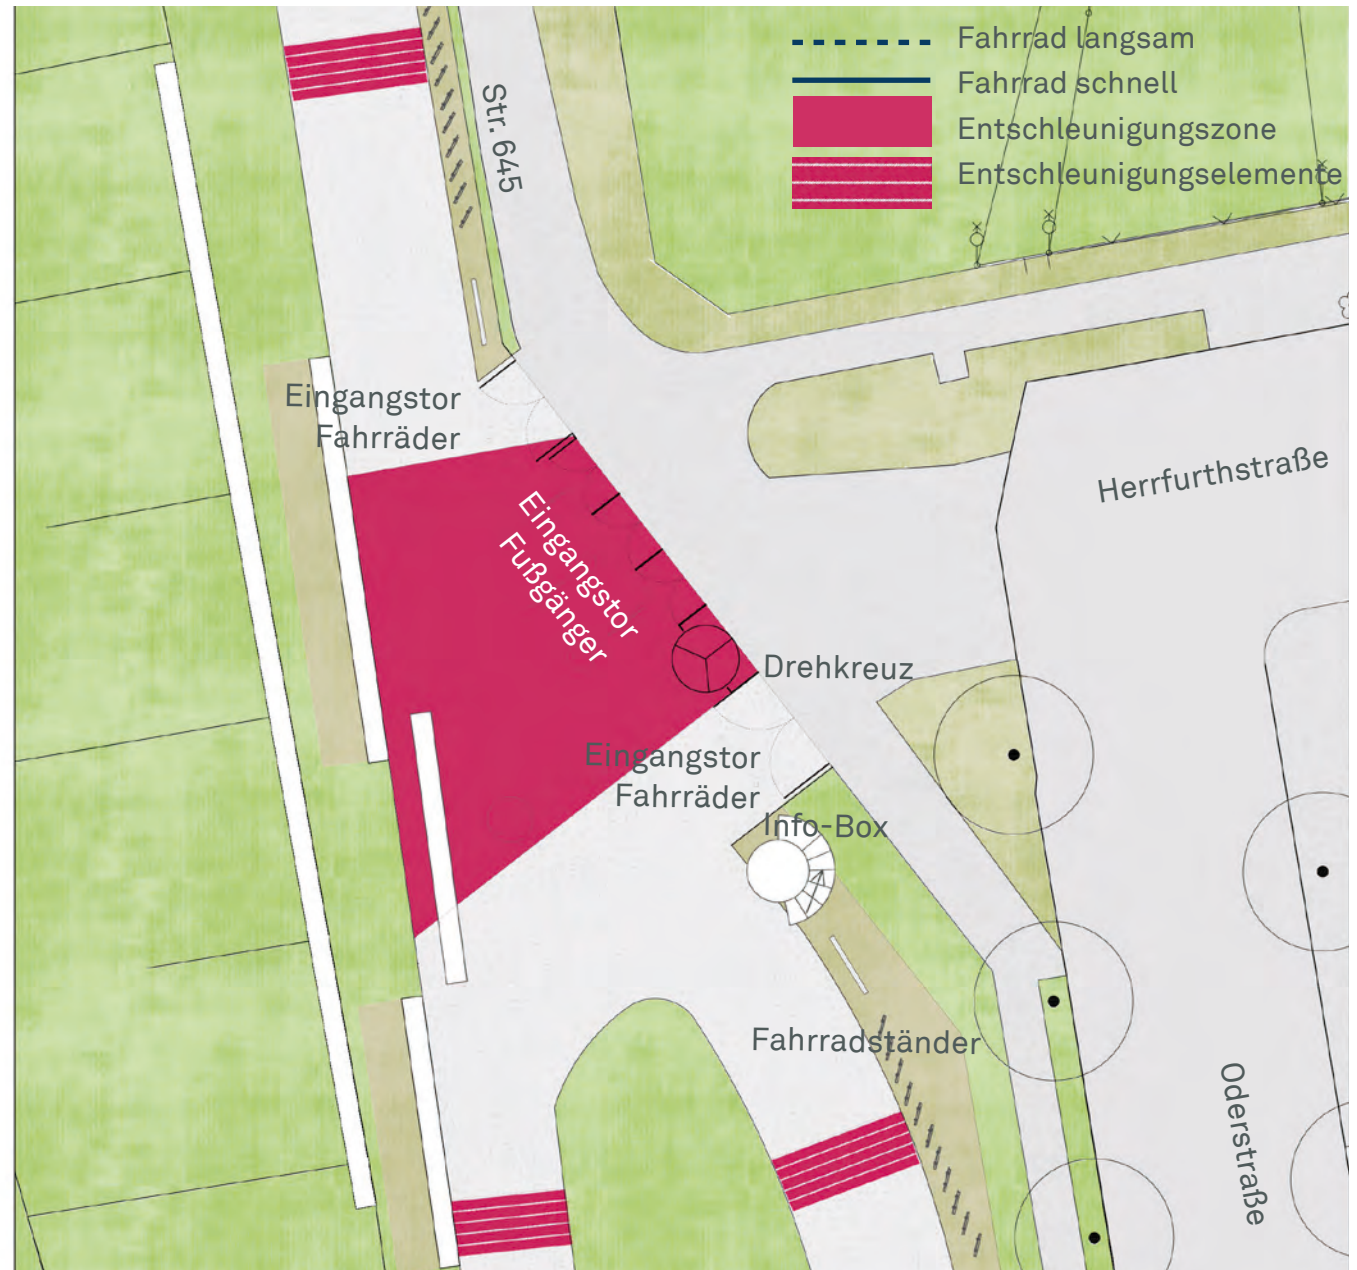 Fahrrad langsam
Fahrrad schnell
Entschleunigungszone
Entschleunigungselemente
Str. 645
Eingangstor
Fahrräder
Herrfurthstraße
Eingangstor
Fußgänger
Drehkreuz
Eingangstor
Fahrräder
Info-Box
Fahrradständer
Oderstraße